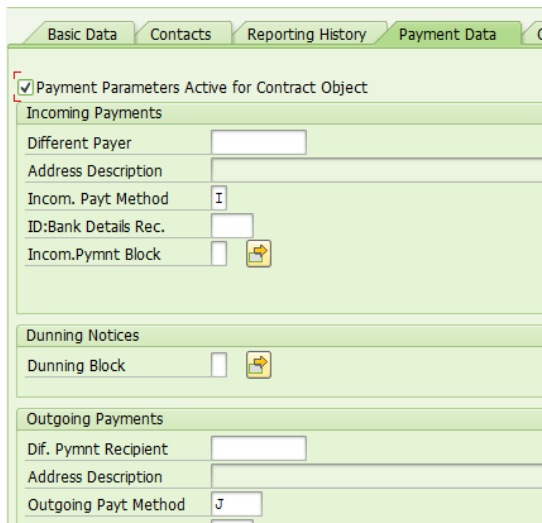 Basic Data Contacts Reporting History Payment Data
Payment Parameters Active for Contract Object
Incoming Payments
Different Payer
Address Description
Incom. Payt Method I
ID:Bank Details Rec.
Incom.Pymnt Block
Dunning Notices
Dunning Block
Outgoing Payments
Dif. Pymnt Recipient
Address Description
Outgoing Payt Method J